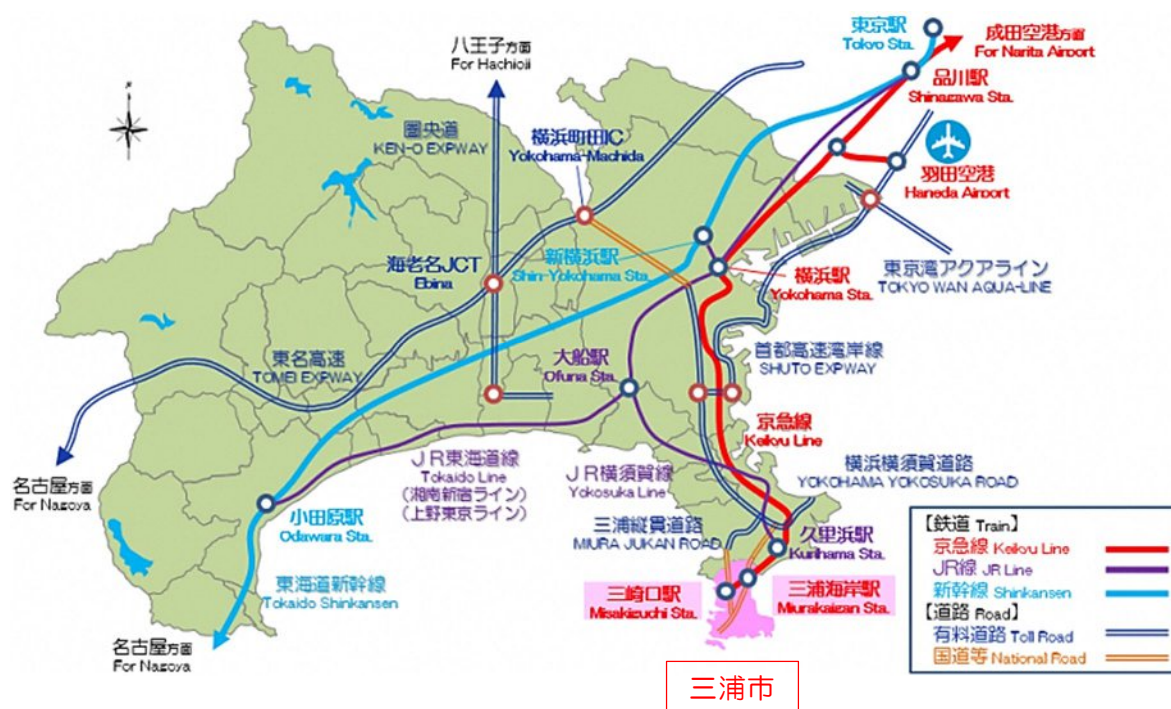 東京駅
Tokyo Sta.
成田空港方面
For Narita Airport
八王子方面
For Hachioji
品川駅
Shinagawa Sta.
圏央道
KEN-O EXPWAY
横浜町田IC
Yokohama-Machida
羽田空港
Haneda Airport
海老名JCT
Ebina
新横浜駅
Shin-Yokohama Sta.
横浜駅
Yokohama Sta.
東京湾アクアライン
TOKYO WAN AQUA-LINE
東名高速
TOMEI EXPWAY
大船駅
Ofuna Sta.
首都高速湾岸線
SHUTO EXPWAY
京急線
Keikyu Line
名古屋方面
For Nagoya
JR東海道線
Tokaido Line
(湘南新宿ライン)
(上野東京ライン)
JR横須賀線
Yokosuka Line
横浜横須賀道路
YOKOHAMA YOKOSUKA ROAD
小田原駅
Odawara Sta.
三浦縦貫道路
MIURA JUKAN ROAD
久里浜駅
Kurihama Sta.
東海道新幹線
Tokaido Shinkansen
三崎口駅
Misakiguchi Sta.
三浦海岸駅
Miurakaigan Sta.
名古屋方面
For Nagoya
【鉄道 Train】
京急線 Keikyu Line
JR線 JR Line
新幹線 Shinkansen
【道路 Road】
有料道路 Toll Road
国道等 National Road
三浦市